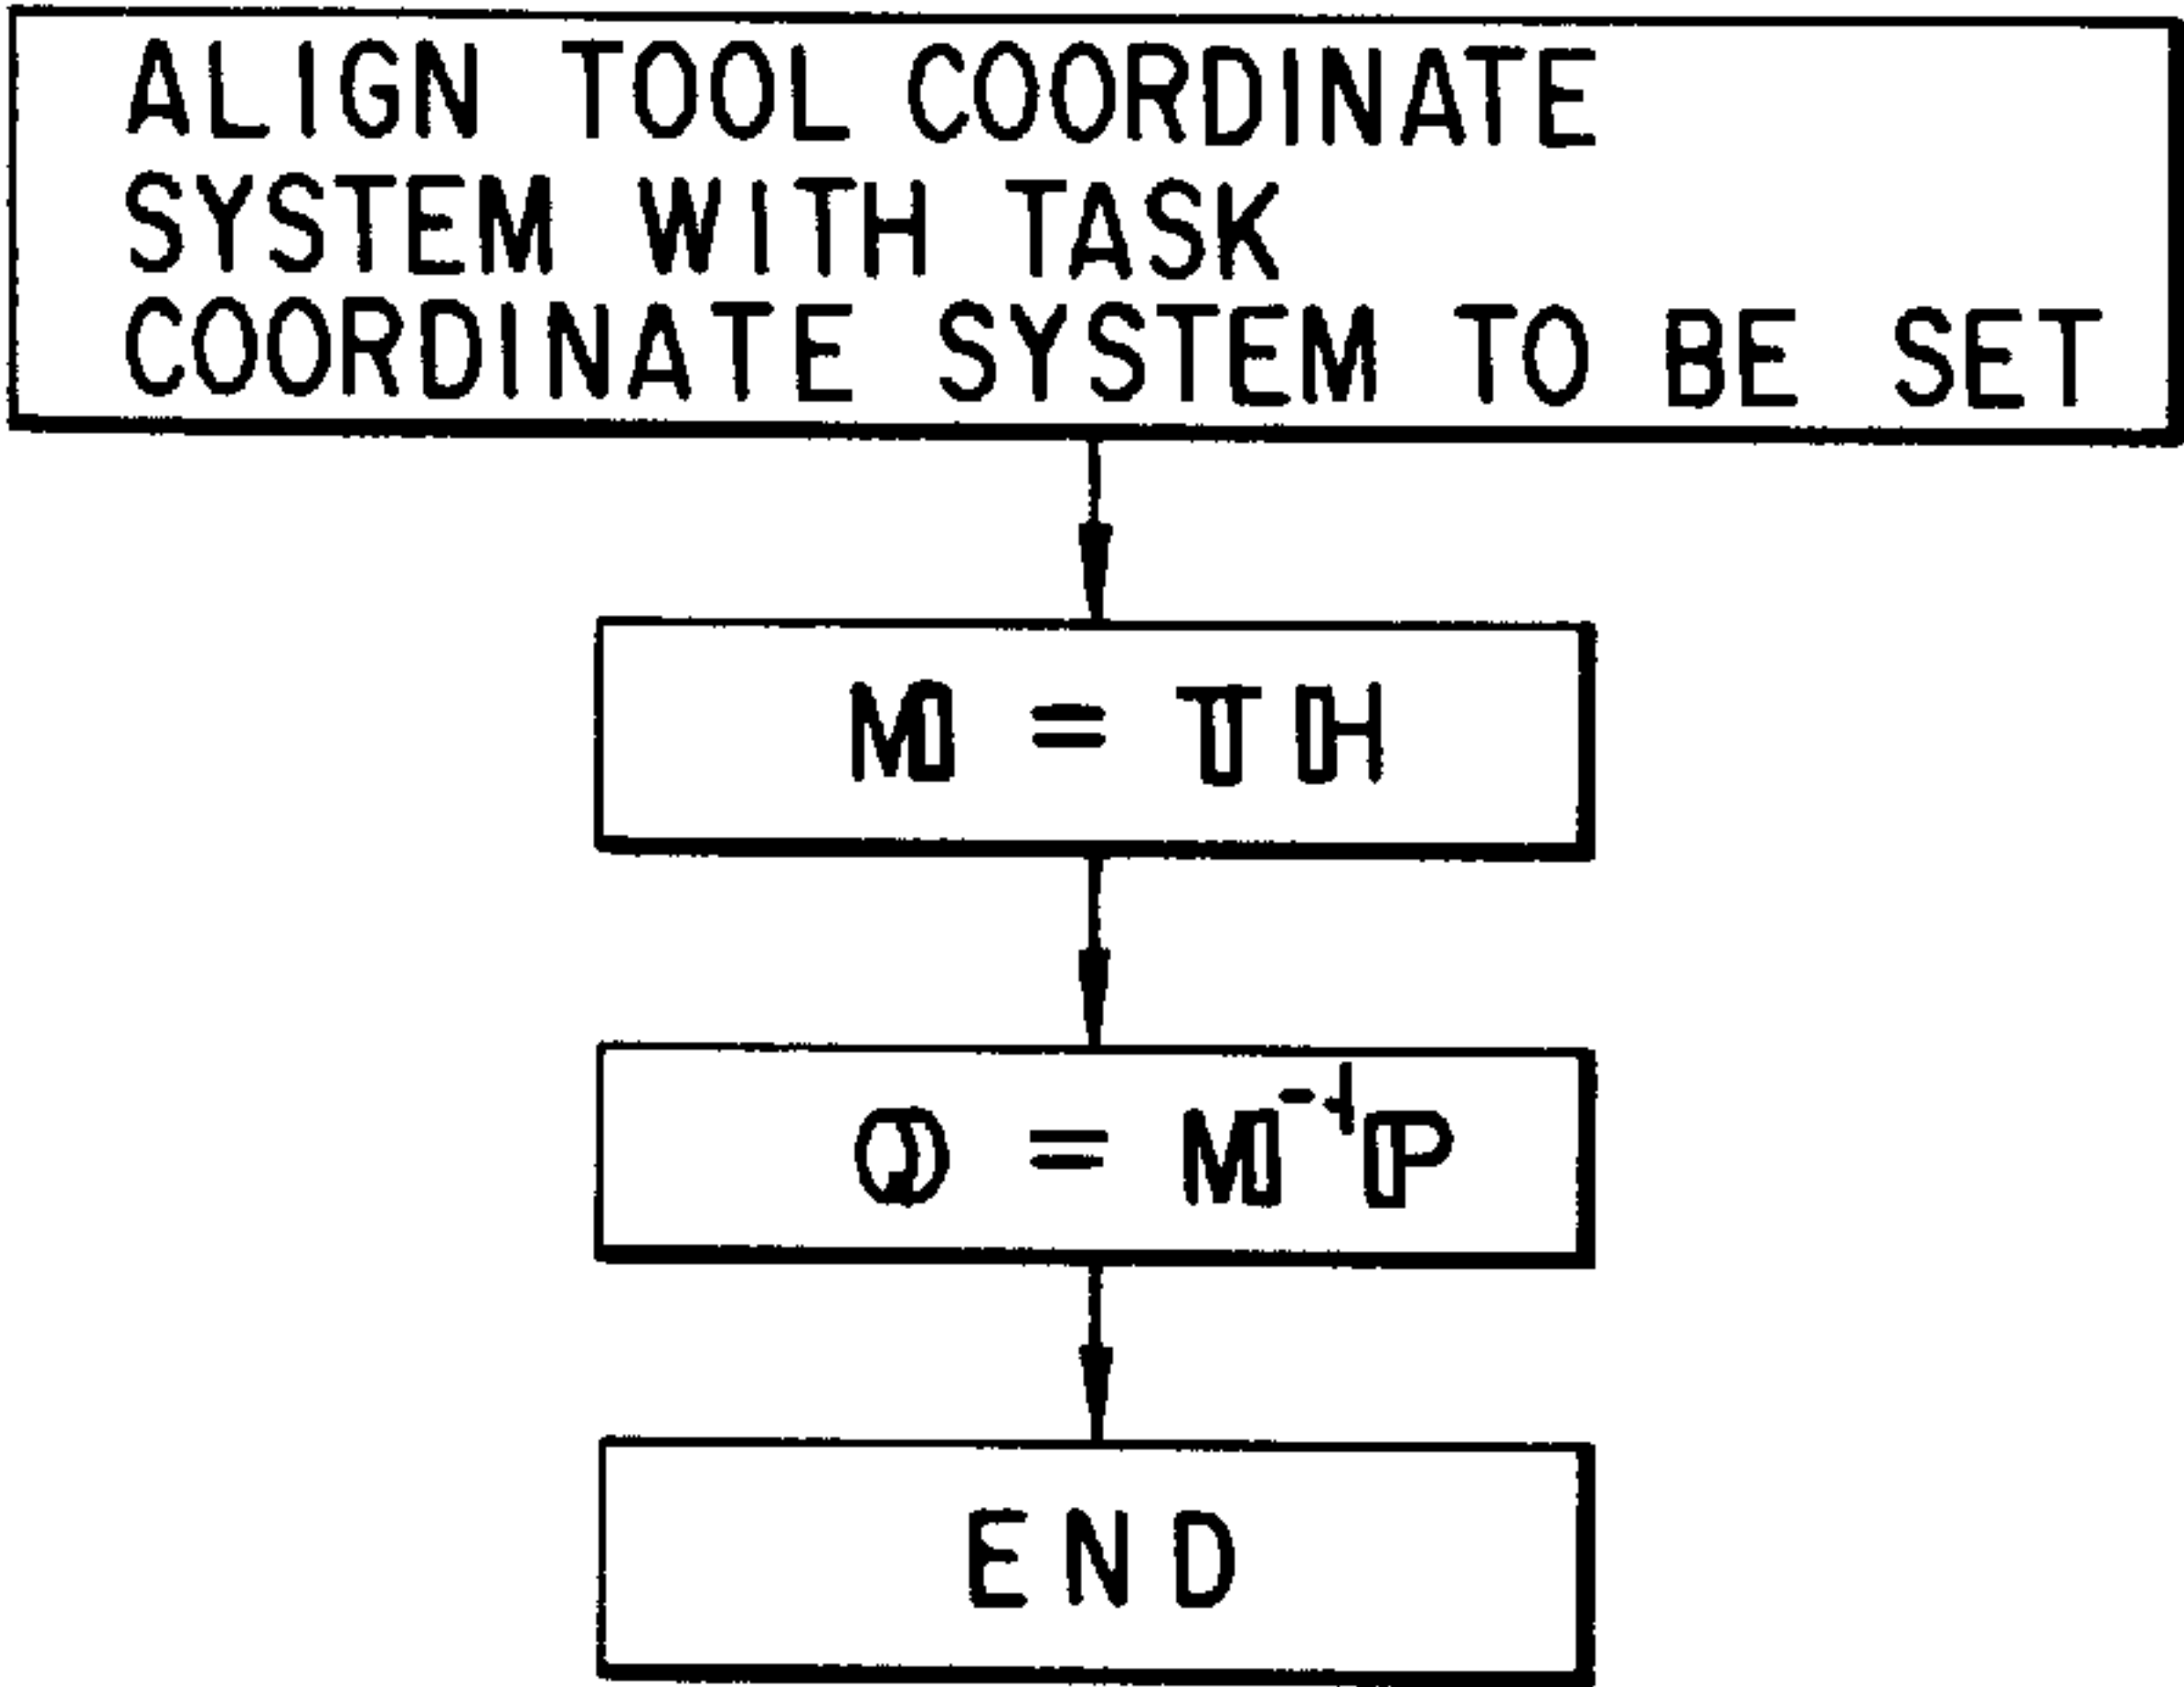 ALIGN TOOL COORDINATE
SYSTEM WITH TASK
COORDINATE SYSTEM TO BE SET
𝕄 = 𝕋ℍ
ℚ = 𝕄⁻¹ℙ
END